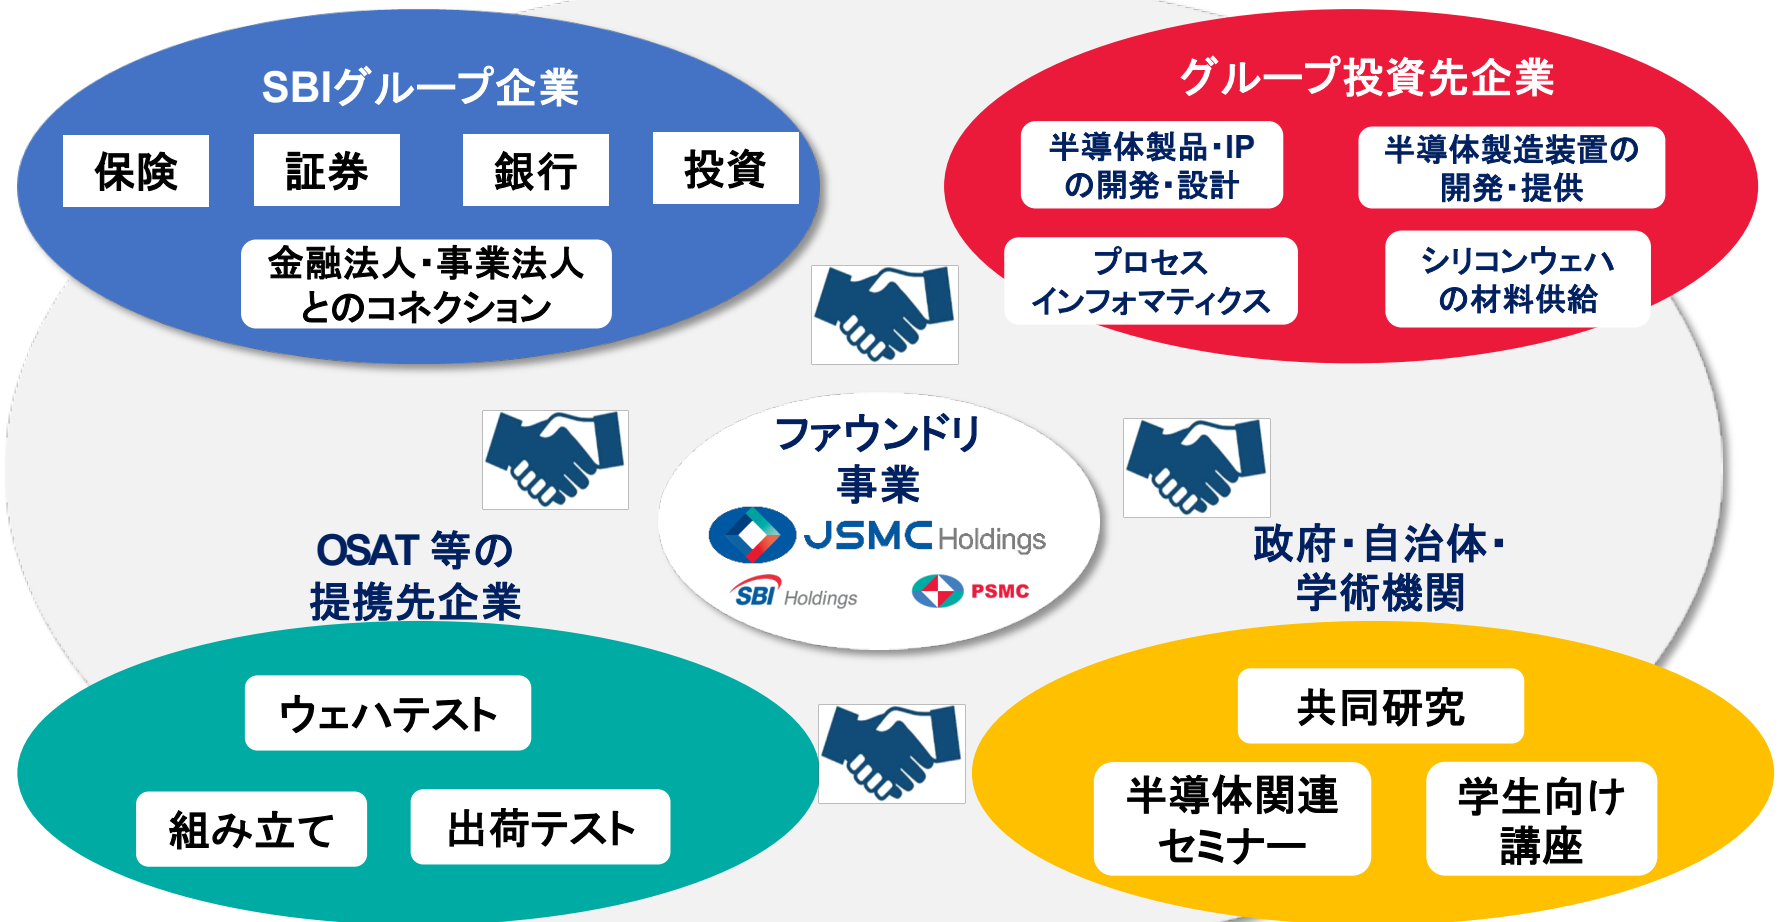 SBIグループ企業
保険
証券
銀行
投資
金融法人・事業法人
とのコネクション
グループ投資先企業
半導体製品・IP
の開発・設計
半導体製造装置の
開発・提供
プロセス
インフォマティクス
シリコンウェハ
の材料供給
ファウンドリ
事業
JSMC Holdings
SBI Holdings
PSMC
OSAT 等の
提携先企業
ウェハテスト
組み立て
出荷テスト
政府・自治体・
学術機関
共同研究
半導体関連
セミナー
学生向け
講座